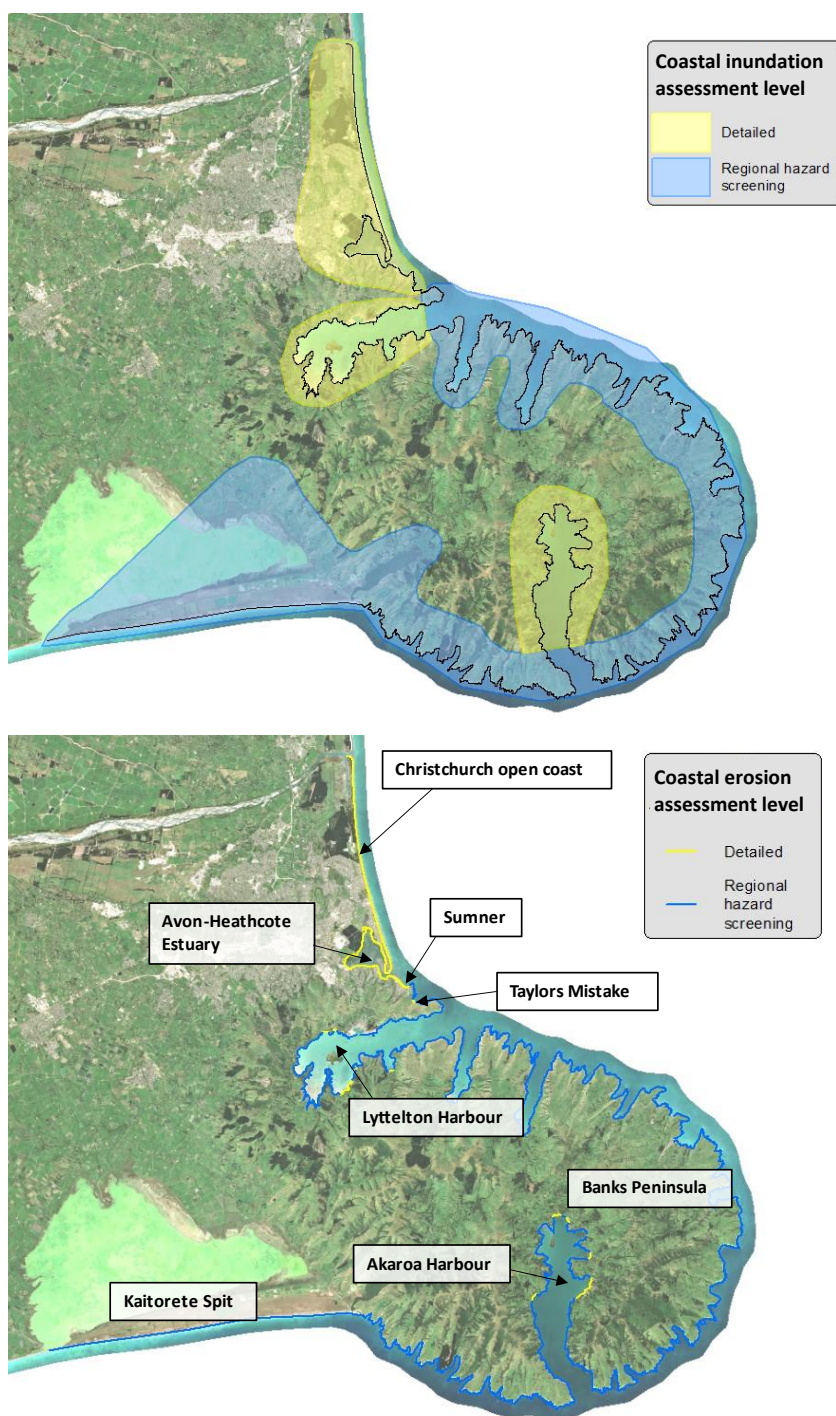 Coastal inundation
assessment level
Detailed
Regional hazard
screening
Christchurch open coast
Coastal erosion
assessment level
Detailed
Regional
hazard
screening
Avon-Heathcote
Estuary
Sumner
Taylors Mistake
Lyttelton Harbour
Banks Peninsula
Akaroa Harbour
Kaitorete Spit